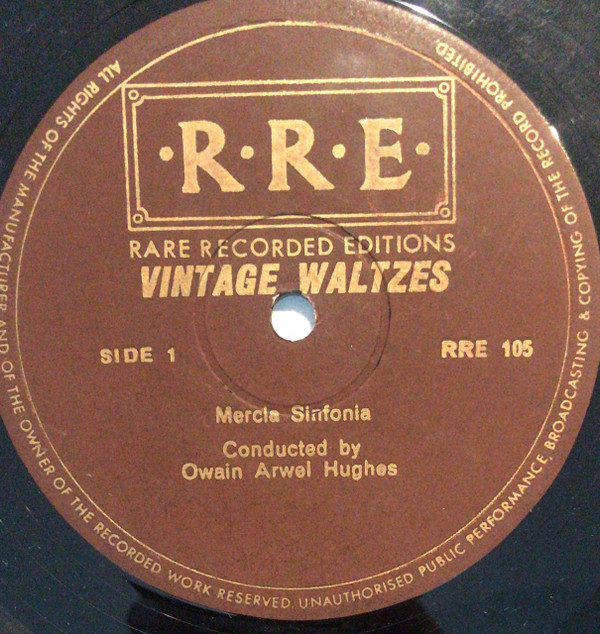 ·R·R·E·
RARE RECORDED EDITIONS
VINTAGE WALTZES
SIDE 1
RRE 105
Mercia Sinfonia
Conducted by
Owain Arwel Hughes
ALL RIGHTS OF THE MANUFACTURER AND OF THE OWNER OF THE RECORDED WORK RESERVED. UNAUTHORISED PUBLIC PERFORMANCE, BROADCASTING & COPYING OF THE RECORD PROHIBITED